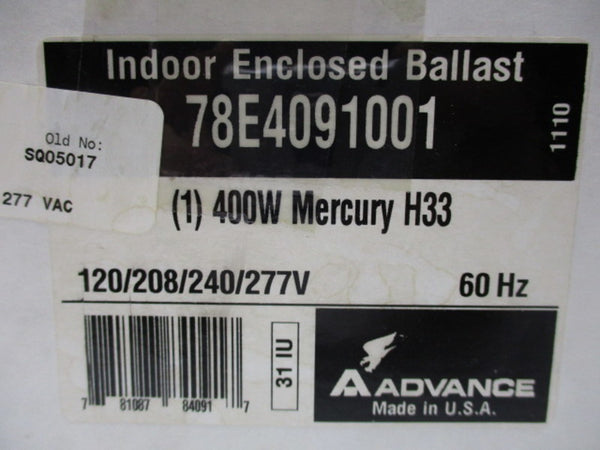 Indoor Enclosed Ballast
78E4091001
1110
Old No:
SQ05017
277 VAC
(1) 400W Mercury H33
120/208/240/277V 60 Hz
7 81087 84091 7
31 IU
ADVANCE
Made in U.S.A.